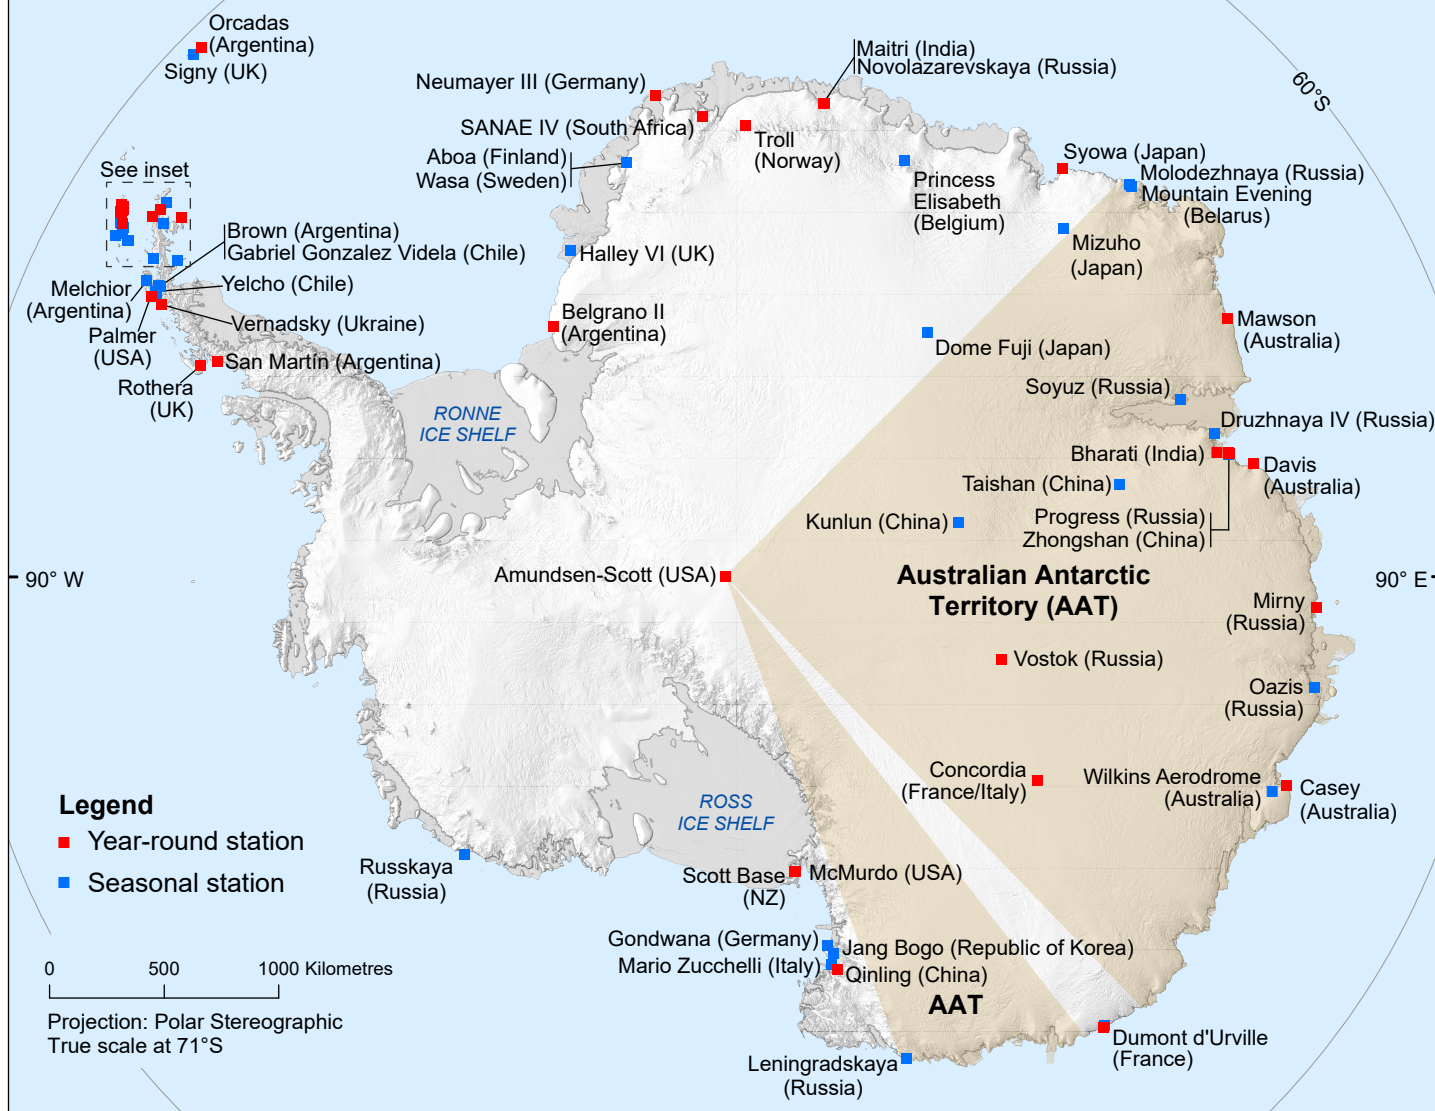 Orcadas
(Argentina)
Signy (UK)
Maitri (India)
Novolazarevskaya (Russia)
Neumayer III (Germany)
60°S
SANAE IV (South Africa)
Troll
(Norway)
Aboa (Finland)
Wasa (Sweden)
Syowa (Japan)
Molodezhnaya (Russia)
Mountain Evening
(Belarus)
See inset
Princess
Elisabeth
(Belgium)
Brown (Argentina)
Gabriel Gonzalez Videla (Chile)
Halley VI (UK)
Mizuho
(Japan)
Yelcho (Chile)
Melchior
(Argentina)
Vernadsky (Ukraine)
Belgrano II
(Argentina)
Mawson
(Australia)
Palmer
(USA)
San Martín (Argentina)
Dome Fuji (Japan)
Rothera
(UK)
Soyuz (Russia)
RONNE
ICE SHELF
Druzhnaya IV (Russia)
Bharati (India)
Davis
(Australia)
Taishan (China)
Kunlun (China)
Progress (Russia)
Zhongshan (China)
90° W
Amundsen-Scott (USA)
Australian Antarctic
Territory (AAT)
90° E
Mirny
(Russia)
Vostok (Russia)
Oazis
(Russia)
Concordia
(France/Italy)
Wilkins Aerodrome
(Australia)
Casey
(Australia)
Legend
Year-round station
Seasonal station
ROSS
ICE SHELF
Russkaya
(Russia)
Scott Base
(NZ)
McMurdo (USA)
Gondwana (Germany)
Jang Bogo (Republic of Korea)
Mario Zucchelli (Italy)
Qinling (China)
AAT
0 500 1000 Kilometres
Projection: Polar Stereographic
True scale at 71°S
Dumont d'Urville
(France)
Leningradskaya
(Russia)